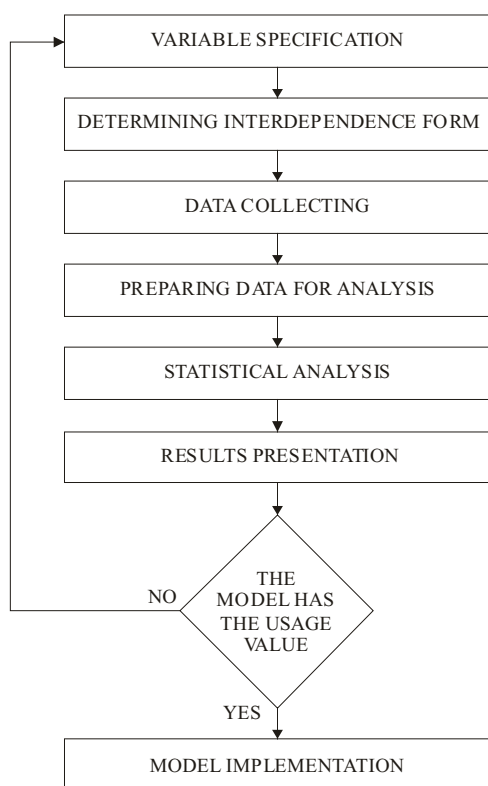 VARIABLE SPECIFICATION
DETERMINING INTERDEPENDENCE FORM
DATA COLLECTING
PREPARING DATA FOR ANALYSIS
STATISTICAL ANALYSIS
RESULTS PRESENTATION
NO
THE
MODEL HAS
THE USAGE
VALUE
YES
MODEL IMPLEMENTATION